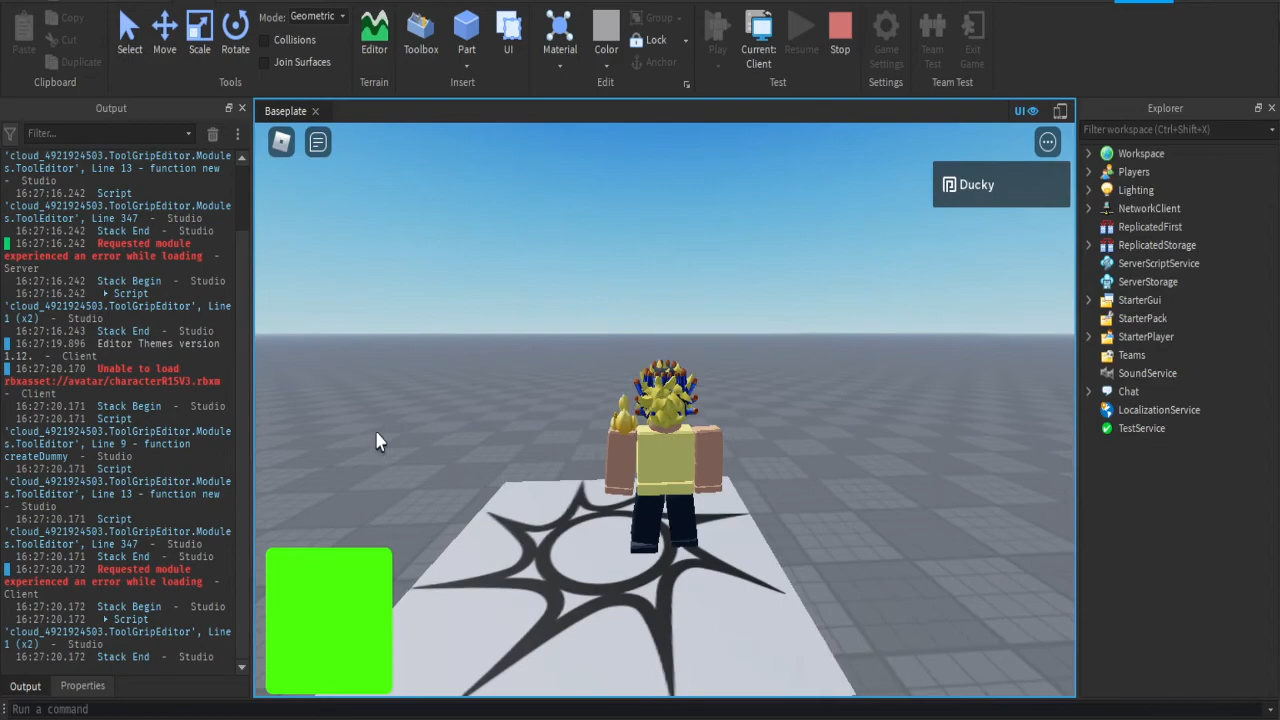 Copy
Cut
Duplicate
Paste
Clipboard
Select
Move
Scale
Rotate
Mode: Geometric
Collisions
Join Surfaces
Tools
Editor
Terrain
Toolbox
Part
UI
Insert
Material
Color
Group
Lock
Anchor
Edit
Play
Current:
Client
Resume
Stop
Test
Game
Settings
Settings
Team
Test
Exit
Game
Team Test
Output
Filter...
'cloud_4921924503.ToolGripEditor.Module
s.ToolEditor', Line 13 - function new
- Studio
16:27:16.242 Script
'cloud_4921924503.ToolGripEditor.Module
s.ToolEditor', Line 347 - Studio
16:27:16.242 Stack End - Studio
16:27:16.242 Requested module
experienced an error while loading -
Server
16:27:16.242 Stack Begin - Studio
16:27:16.242 Script
'cloud_4921924503.ToolGripEditor', Line
1 (x2) - Studio
16:27:16.243 Stack End - Studio
16:27:19.896 Editor Themes version
1.12. - Client
16:27:20.170 Unable to load
rbxasset://avatar/characterR15V3.rbxm
- Client
16:27:20.171 Stack Begin - Studio
16:27:20.171 Script
'cloud_4921924503.ToolGripEditor.Module
s.ToolEditor', Line 9 - function
createDummy - Studio
16:27:20.171 Script
'cloud_4921924503.ToolGripEditor.Module
s.ToolEditor', Line 13 - function new
- Studio
16:27:20.171 Script
'cloud_4921924503.ToolGripEditor.Module
s.ToolEditor', Line 347 - Studio
16:27:20.171 Stack End - Studio
16:27:20.172 Requested module
experienced an error while loading -
Client
16:27:20.172 Stack Begin - Studio
16:27:20.172 Script
'cloud_4921924503.ToolGripEditor', Line
1 (x2) - Studio
16:27:20.172 Stack End - Studio
Output
Properties
Run a command
Baseplate
UI
Ducky
Explorer
Filter workspace (Ctrl+Shift+X)
Workspace
Players
Lighting
NetworkClient
ReplicatedFirst
ReplicatedStorage
ServerScriptService
ServerStorage
StarterGui
StarterPack
StarterPlayer
Teams
SoundService
Chat
LocalizationService
TestService